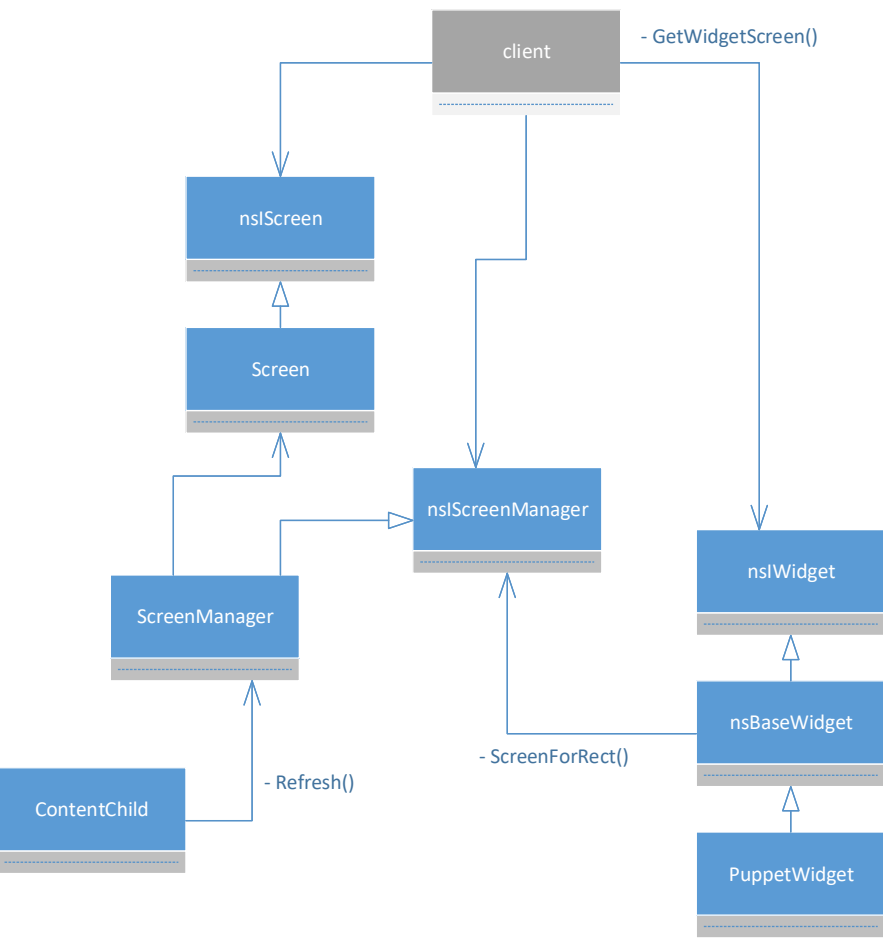 client
- GetWidgetScreen()
nsIScreen
Screen
nsIScreenManager
nsIWidget
ScreenManager
nsBaseWidget
- ScreenForRect()
- Refresh()
ContentChild
PuppetWidget